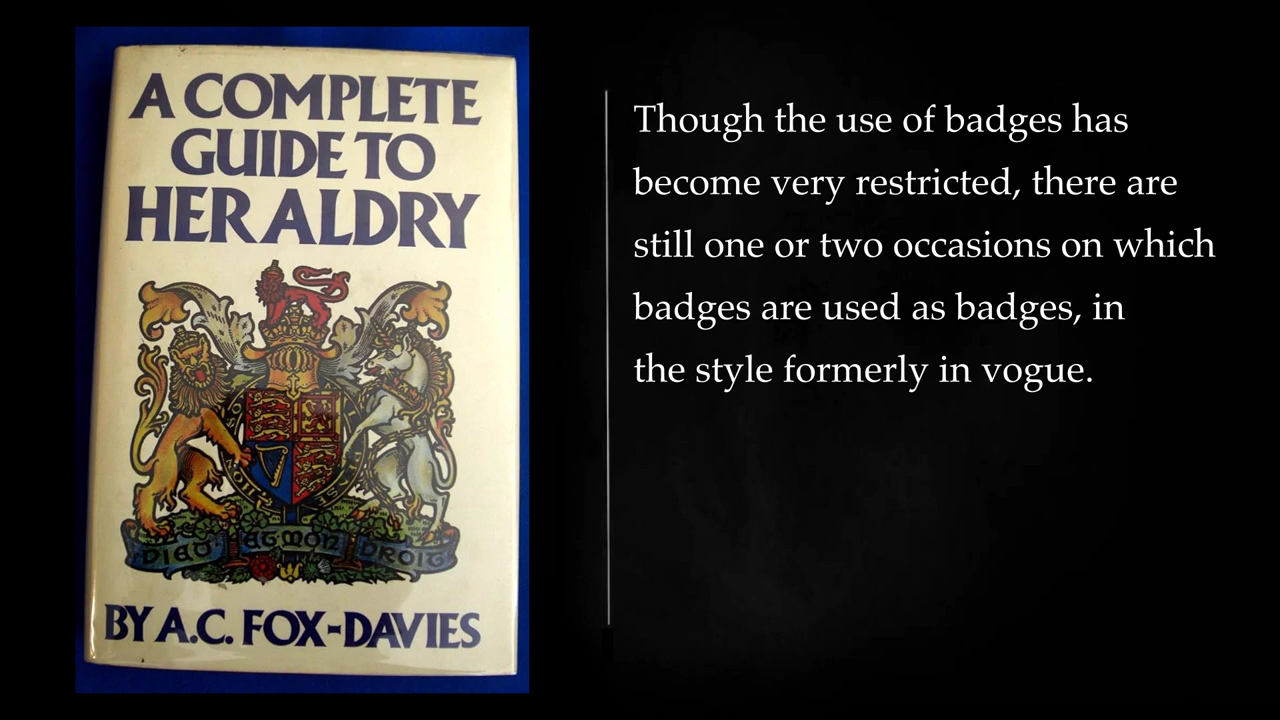 A COMPLETE
GUIDE TO
HERALDRY
DIEU ET MON DROIT
BY A.C. FOX-DAVIES
Though the use of badges has
become very restricted, there are
still one or two occasions on which
badges are used as badges, in
the style formerly in vogue.